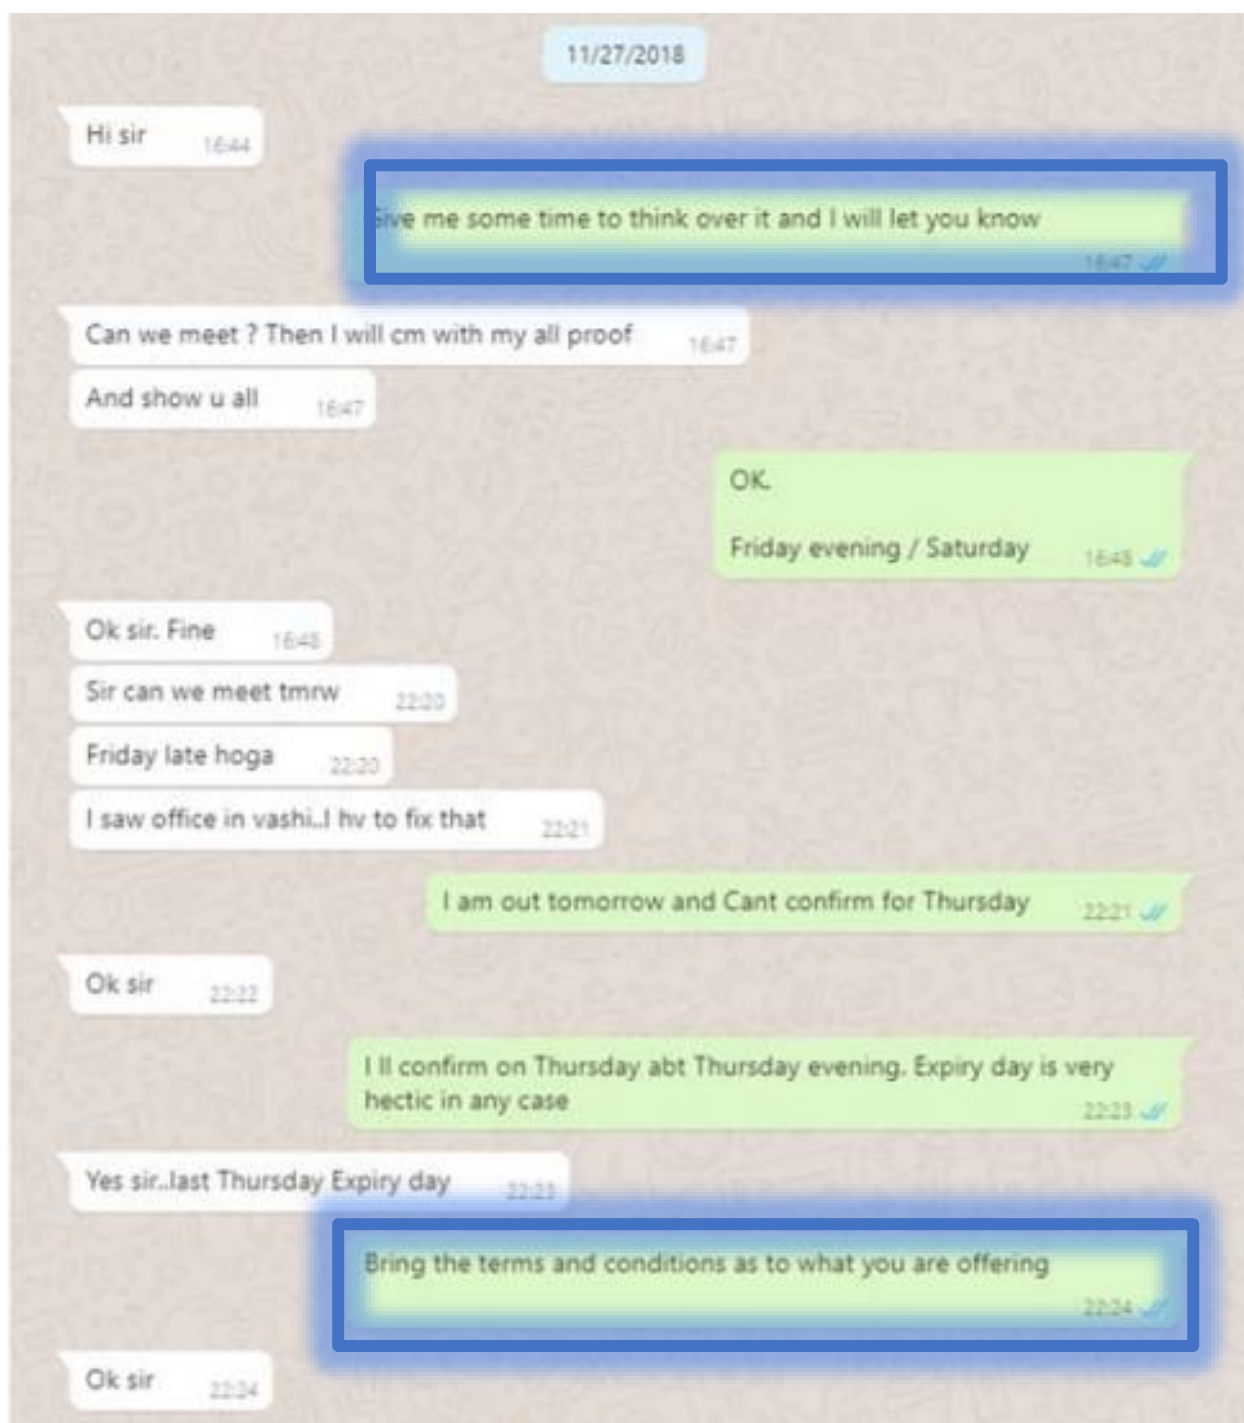 11/27/2018
Hi sir 16:44
Give me some time to think over it and I will let you know
16:47
Can we meet ? Then I will cm with my all proof 16:47
And show u all 16:47
OK.
Friday evening / Saturday 16:48
Ok sir. Fine 16:48
Sir can we meet tmrw 22:20
Friday late hoga 22:20
I saw office in vashi..I hv to fix that 22:21
I am out tomorrow and Cant confirm for Thursday 22:21
Ok sir 22:22
I ll confirm on Thursday abt Thursday evening. Expiry day is very
hectic in any case 22:23
Yes sir..last Thursday Expiry day 22:23
Bring the terms and conditions as to what you are offering
22:24
Ok sir 22:24